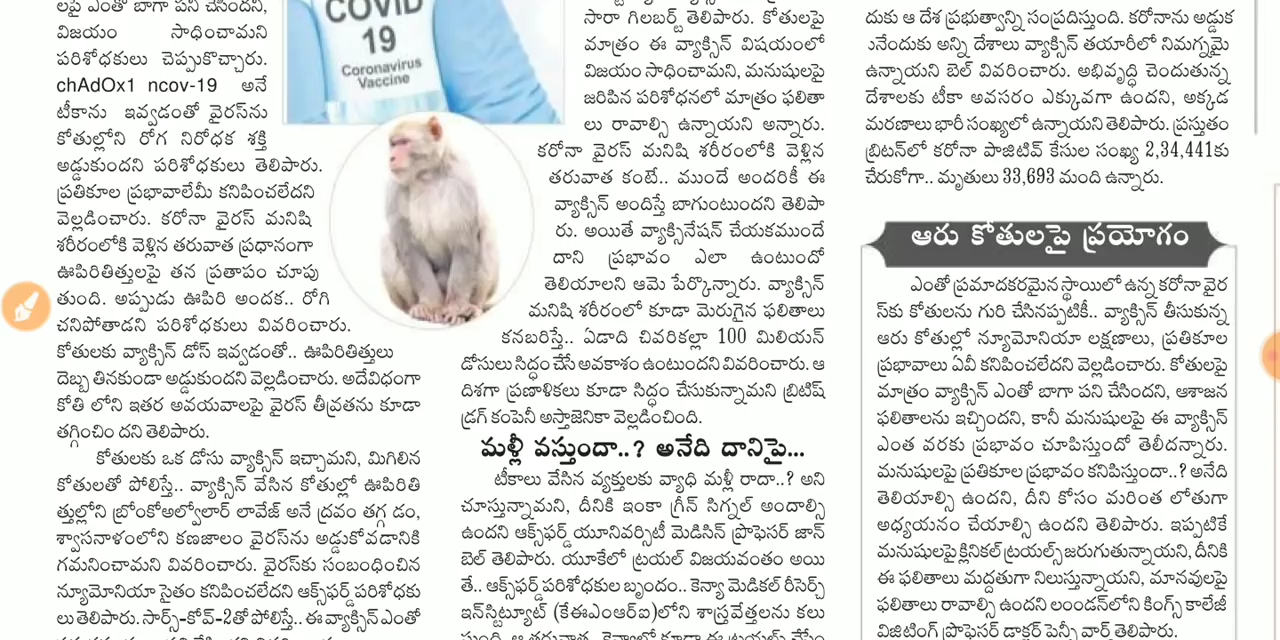 లపై ఎంతో బాగా పని చేసిందని,
విజయం సాధించామని
పరిశోధకులు చెప్పుకొచ్చారు.
chAdOx1 ncov-19 అనే
టీకాను ఇవ్వడంతో వైరస్‌ను
కోతుల్లోని రోగ నిరోధక శక్తి
అడ్డుకుందని పరిశోధకులు తెలిపారు.
ప్రతికూల ప్రభావాలేమీ కనిపించలేదని
వెల్లడించారు. కరోనా వైరస్ మనిషి
శరీరంలోకి వెళ్లిన తరువాత ప్రధానంగా
ఊపిరితిత్తులపై తన ప్రతాపం చూపు
తుంది. అప్పుడు ఊపిరి అందక.. రోగి
చనిపోతాడని పరిశోధకులు వివరించారు.
కోతులకు వ్యాక్సిన్ డోస్ ఇవ్వడంతో.. ఊపిరితిత్తులు
దెబ్బ తినకుండా అడ్డుకుందని వెల్లడించారు. అదేవిధంగా
కోతి లోని ఇతర అవయవాలపై వైరస్ తీవ్రతను కూడా
తగ్గించిం దని తెలిపారు.
కోతులకు ఒక డోసు వ్యాక్సిన్ ఇచ్చామని, మిగిలిన
కోతులతో పోలిస్తే.. వ్యాక్సిన్ వేసిన కోతుల్లో ఊపిరితి
త్తుల్లోని బ్రోంకోఅల్వోలార్ లావేజ్ అనే ద్రవం తగ్గ డం,
శ్వాసనాళంలోని కణజాలం వైరస్‌ను అడ్డుకోవడానికి
గమనించామని వివరించారు. వైరస్‌కు సంబంధించిన
న్యూమోనియా సైతం కనిపించలేదని ఆక్స్‌ఫర్డ్ పరిశోధకు
లు తెలిపారు. సార్స్-కోవ్-2తో పోలిస్తే.. ఈ వ్యాక్సిన్ ఎంతో
COVID
19
Coronavirus
Vaccine
సారా గిలబర్ట్ తెలిపారు. కోతులపై
మాత్రం ఈ వ్యాక్సిన్ విషయంలో
విజయం సాధించామని, మనుషులపై
జరిపిన పరిశోధనలో మాత్రం ఫలితా
లు రావాల్సి ఉన్నాయని అన్నారు.
కరోనా వైరస్ మనిషి శరీరంలోకి వెళ్లిన
తరువాత కంటే.. ముందే అందరికీ ఈ
వ్యాక్సిన్ అందిస్తే బాగుంటుందని తెలిపా
రు. అయితే వ్యాక్సినేషన్ చేయకముందే
దాని ప్రభావం ఎలా ఉంటుందో
తెలియాలని ఆమె పేర్కొన్నారు. వ్యాక్సిన్
మనిషి శరీరంలో కూడా మెరుగైన ఫలితాలు
కనబరిస్తే.. ఏడాది చివరికల్లా 100 మిలియన్
డోసులు సిద్ధం చేసే అవకాశం ఉంటుందని వివరించారు. ఆ
దిశగా ప్రణాళికలు కూడా సిద్ధం చేసుకున్నామని బ్రిటిష్
డ్రగ్ కంపెనీ అస్త్రాజెనికా వెల్లడించింది.
మళ్లీ వస్తుందా..? అనేది దానిపై...
టీకాలు వేసిన వ్యక్తులకు వ్యాధి మళ్లీ రాదా..? అని
చూస్తున్నామని, దీనికి ఇంకా గ్రీన్ సిగ్నల్ అందాల్సి
ఉందని ఆక్స్‌ఫర్డ్ యూనివర్సిటీ మెడిసిన్ ప్రొఫెసర్ జాన్
బెల్ తెలిపారు. యూకేలో ట్రయల్ విజయవంతం అయి
తే.. ఆక్స్‌ఫర్డ్ పరిశోధకుల బృందం.. కెన్యా మెడికల్ రీసెర్చ్
ఇన్‌స్టిట్యూట్ (కేఈఎంఆర్ఐ)లోని శాస్త్రవేత్తలను కలు
దుకు ఆ దేశ ప్రభుత్వాన్ని సంప్రదిస్తుంది. కరోనాను అడ్డుక
ునేందుకు అన్ని దేశాలు వ్యాక్సిన్ తయారీలో నిమగ్నమై
ఉన్నాయని బెల్ వివరించారు. అభివృద్ధి చెందుతున్న
దేశాలకు టీకా అవసరం ఎక్కువగా ఉందని, అక్కడ
మరణాలు భారీ సంఖ్యలో ఉన్నాయని తెలిపారు. ప్రస్తుతం
బ్రిటన్‌లో కరోనా పాజిటివ్ కేసుల సంఖ్య 2,34,441కు
చేరుకోగా.. మృతులు 33,693 మంది ఉన్నారు.
ఆరు కోతులపై ప్రయోగం
ఎంతో ప్రమాదకరమైన స్థాయిలో ఉన్న కరోనా వైర
స్‌కు కోతులను గురి చేసినప్పటికీ.. వ్యాక్సిన్ తీసుకున్న
ఆరు కోతుల్లో న్యూమోనియా లక్షణాలు, ప్రతికూల
ప్రభావాలు ఏవీ కనిపించలేదని వెల్లడించారు. కోతులపై
మాత్రం వ్యాక్సిన్ ఎంతో బాగా పని చేసిందని, ఆశాజన
ఫలితాలను ఇచ్చిందని, కానీ మనుషులపై ఈ వ్యాక్సిన్
ఎంత వరకు ప్రభావం చూపిస్తుందో తెలీదన్నారు.
మనుషులపై ప్రతికూల ప్రభావం కనిపిస్తుందా..? అనేది
తెలియాల్సి ఉందని, దీని కోసం మరింత లోతుగా
అధ్యయనం చేయాల్సి ఉందని తెలిపారు. ఇప్పటికే
మనుషులపై క్లినికల్ ట్రయల్స్ జరుగుతున్నాయని, దీనికి
ఈ ఫలితాలు మద్దతుగా నిలుస్తున్నాయని, మానవులపై
ఫలితాలు రావాల్సి ఉందని లండన్‌లోని కింగ్స్ కాలేజీ
విజిటింగ్ ప్రొఫెసర్ డాక్టర్ పెన్నీ వార్డ్ తెలిపారు.